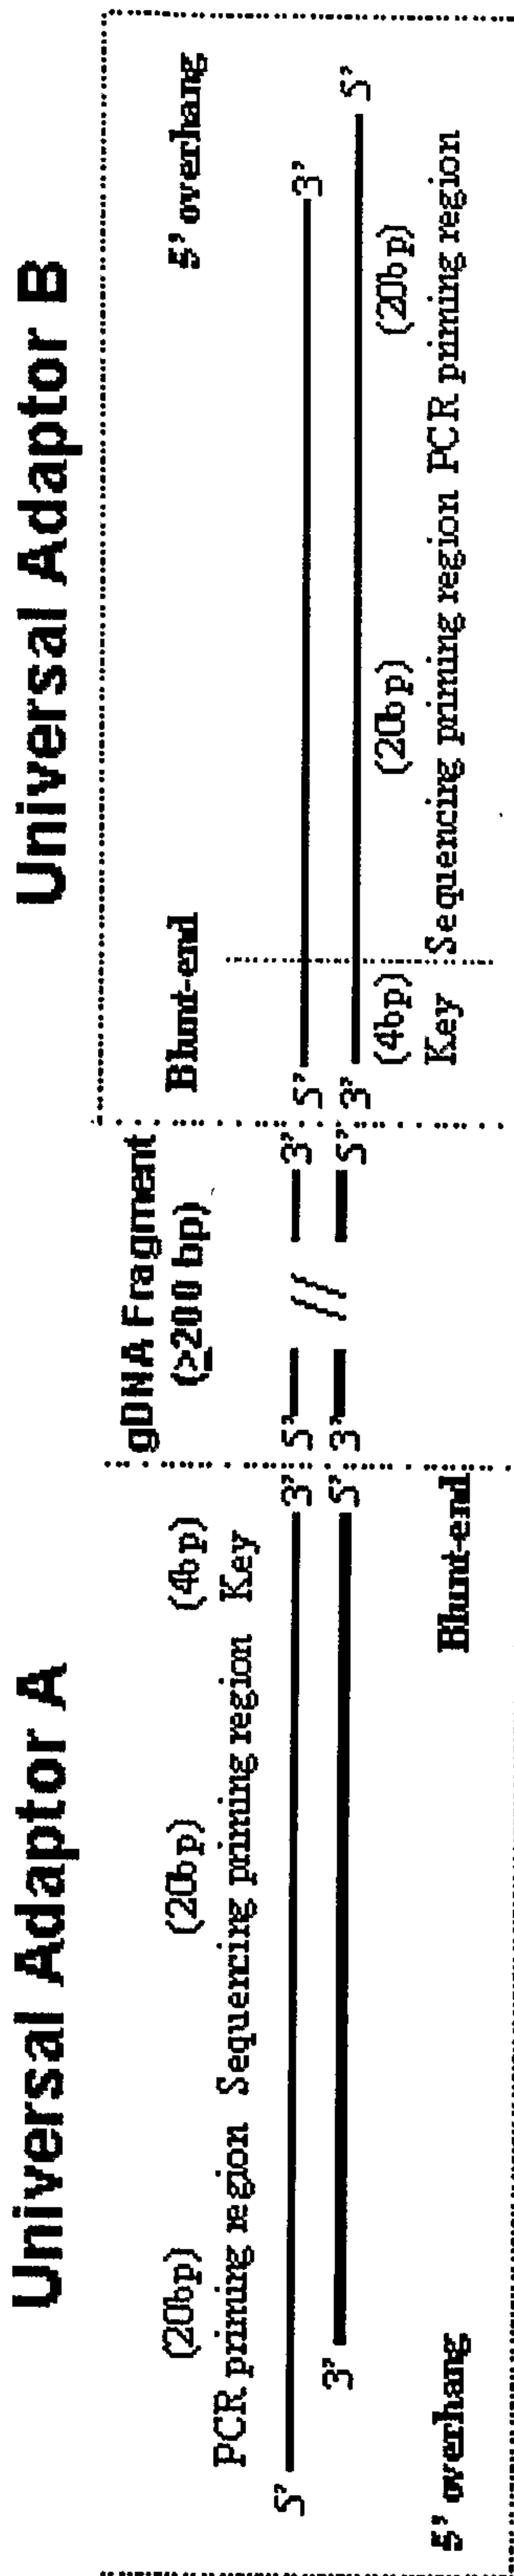 Universal Adaptor A
Universal Adaptor B
gDNA Fragment
(≥200 bp)
(20bp)
(20bp)
(4bp)
PCR priming region Sequencing priming region Key
5' 3'
3' 5'
5' overhang
Blunt-end
5' // 3'
3' // 5'
Blunt-end
5' overhang
5' 3'
3' 5'
(4bp)
(20bp)
(20bp)
Key Sequencing priming region PCR priming region